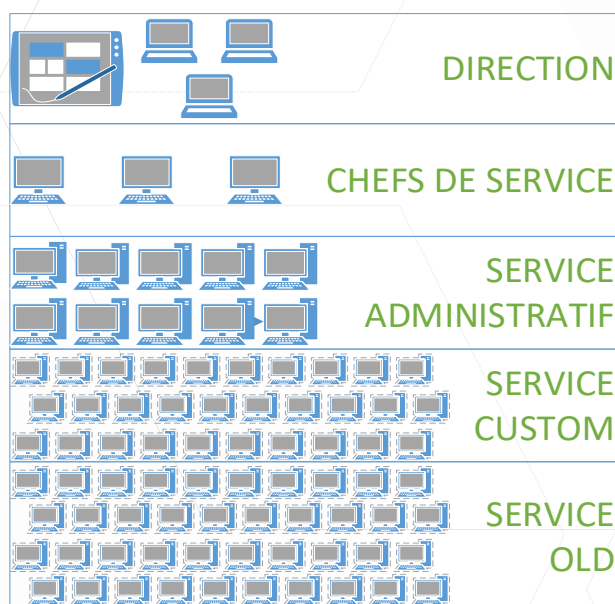 DIRECTION
CHEFS DE SERVICE
SERVICE
ADMINISTRATIF
SERVICE
CUSTOM
SERVICE
OLD